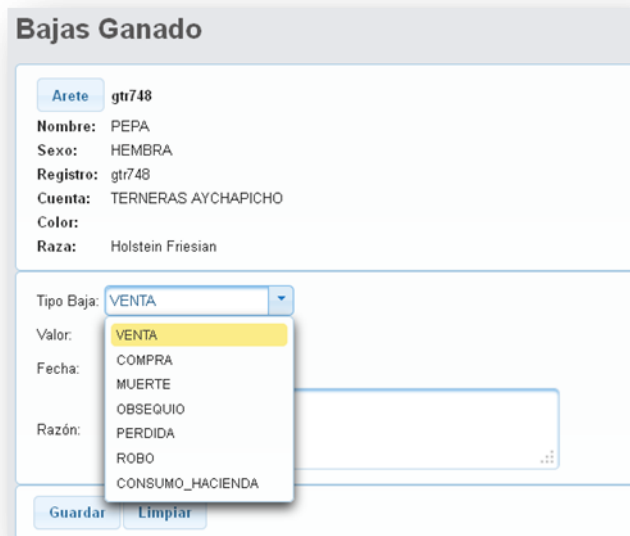 Bajas Ganado
Arete gtr748
Nombre: PEPA
Sexo: HEMBRA
Registro: gtr748
Cuenta: TERNERAS AYCHAPICHO
Color:
Raza: Holstein Friesian
Tipo Baja: VENTA
Valor:
Fecha:
Razón:
VENTA
COMPRA
MUERTE
OBSEQUIO
PERDIDA
ROBO
CONSUMO_HACIENDA
Guardar Limpiar